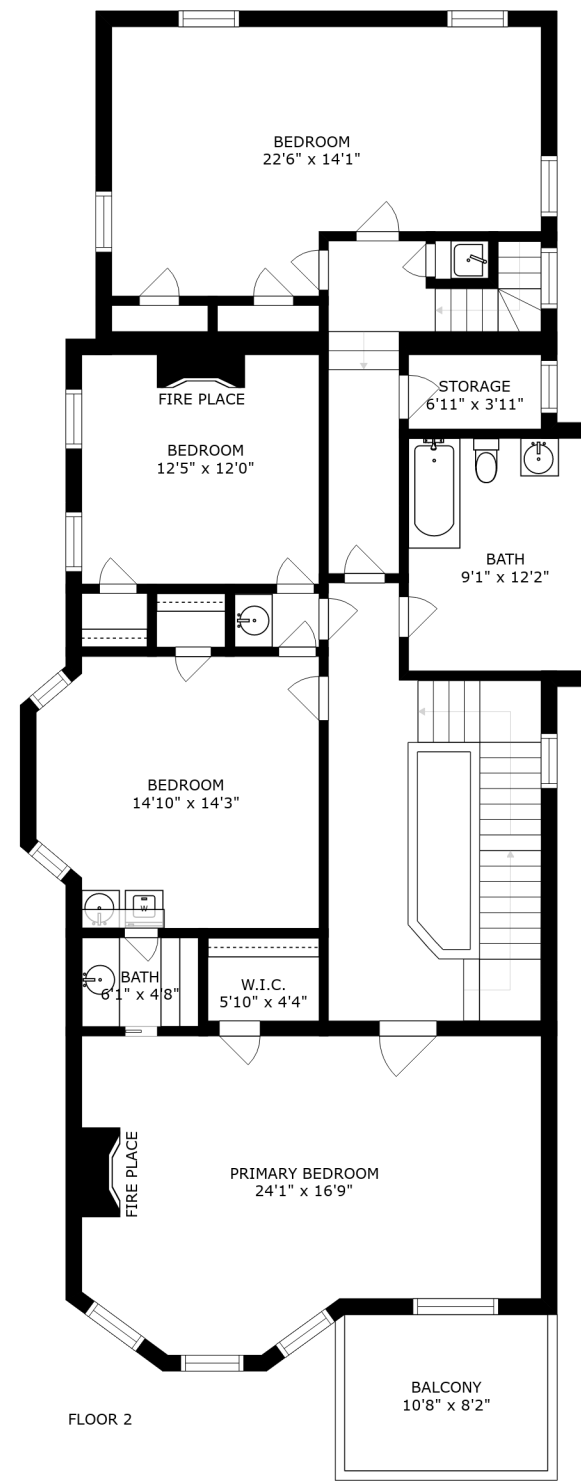 BEDROOM
22'6" x 14'1"
FIRE PLACE
STORAGE
6'11" x 3'11"
BEDROOM
12'5" x 12'0"
BATH
9'1" x 12'2"
BEDROOM
14'10" x 14'3"
W
BATH
6'1" x 4'8"
W.I.C.
5'10" x 4'4"
FIRE PLACE
PRIMARY BEDROOM
24'1" x 16'9"
BALCONY
10'8" x 8'2"
FLOOR 2